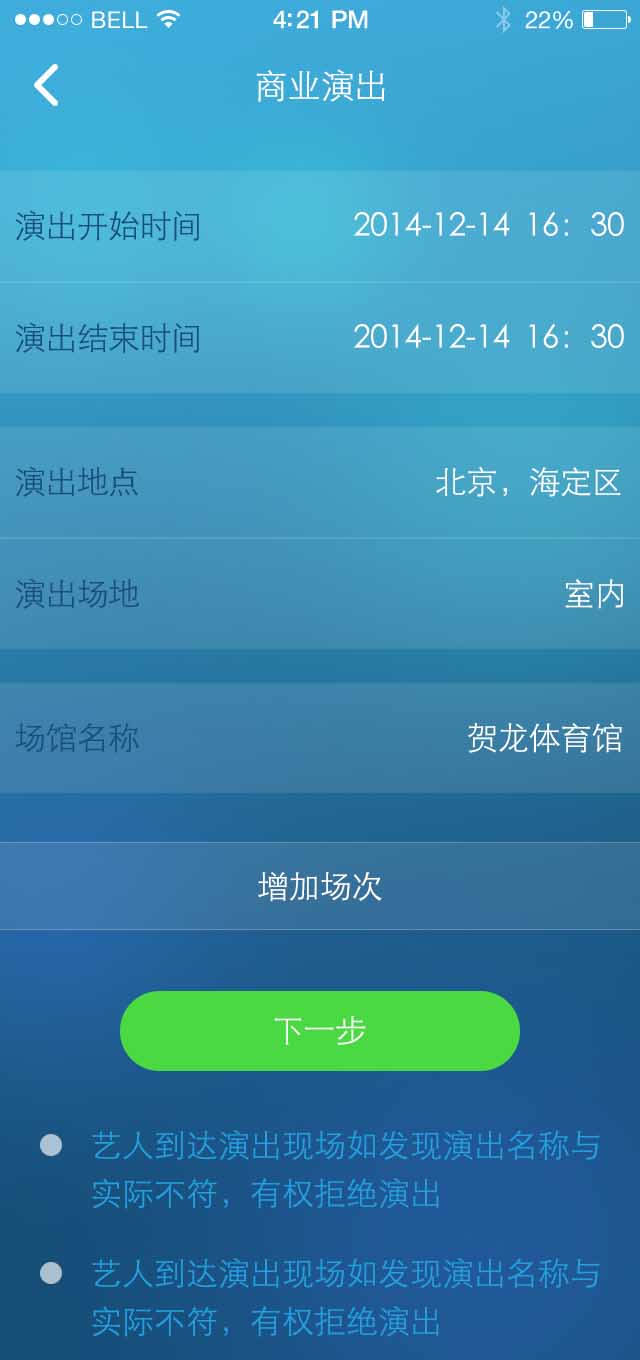 BELL 4:21 PM 22%
商业演出
演出开始时间 2014-12-14 16：30
演出结束时间 2014-12-14 16：30
演出地点 北京，海定区
演出场地 室内
场馆名称 贺龙体育馆
增加场次
下一步
艺人到达演出现场如发现演出名称与
实际不符，有权拒绝演出
艺人到达演出现场如发现演出名称与
实际不符，有权拒绝演出